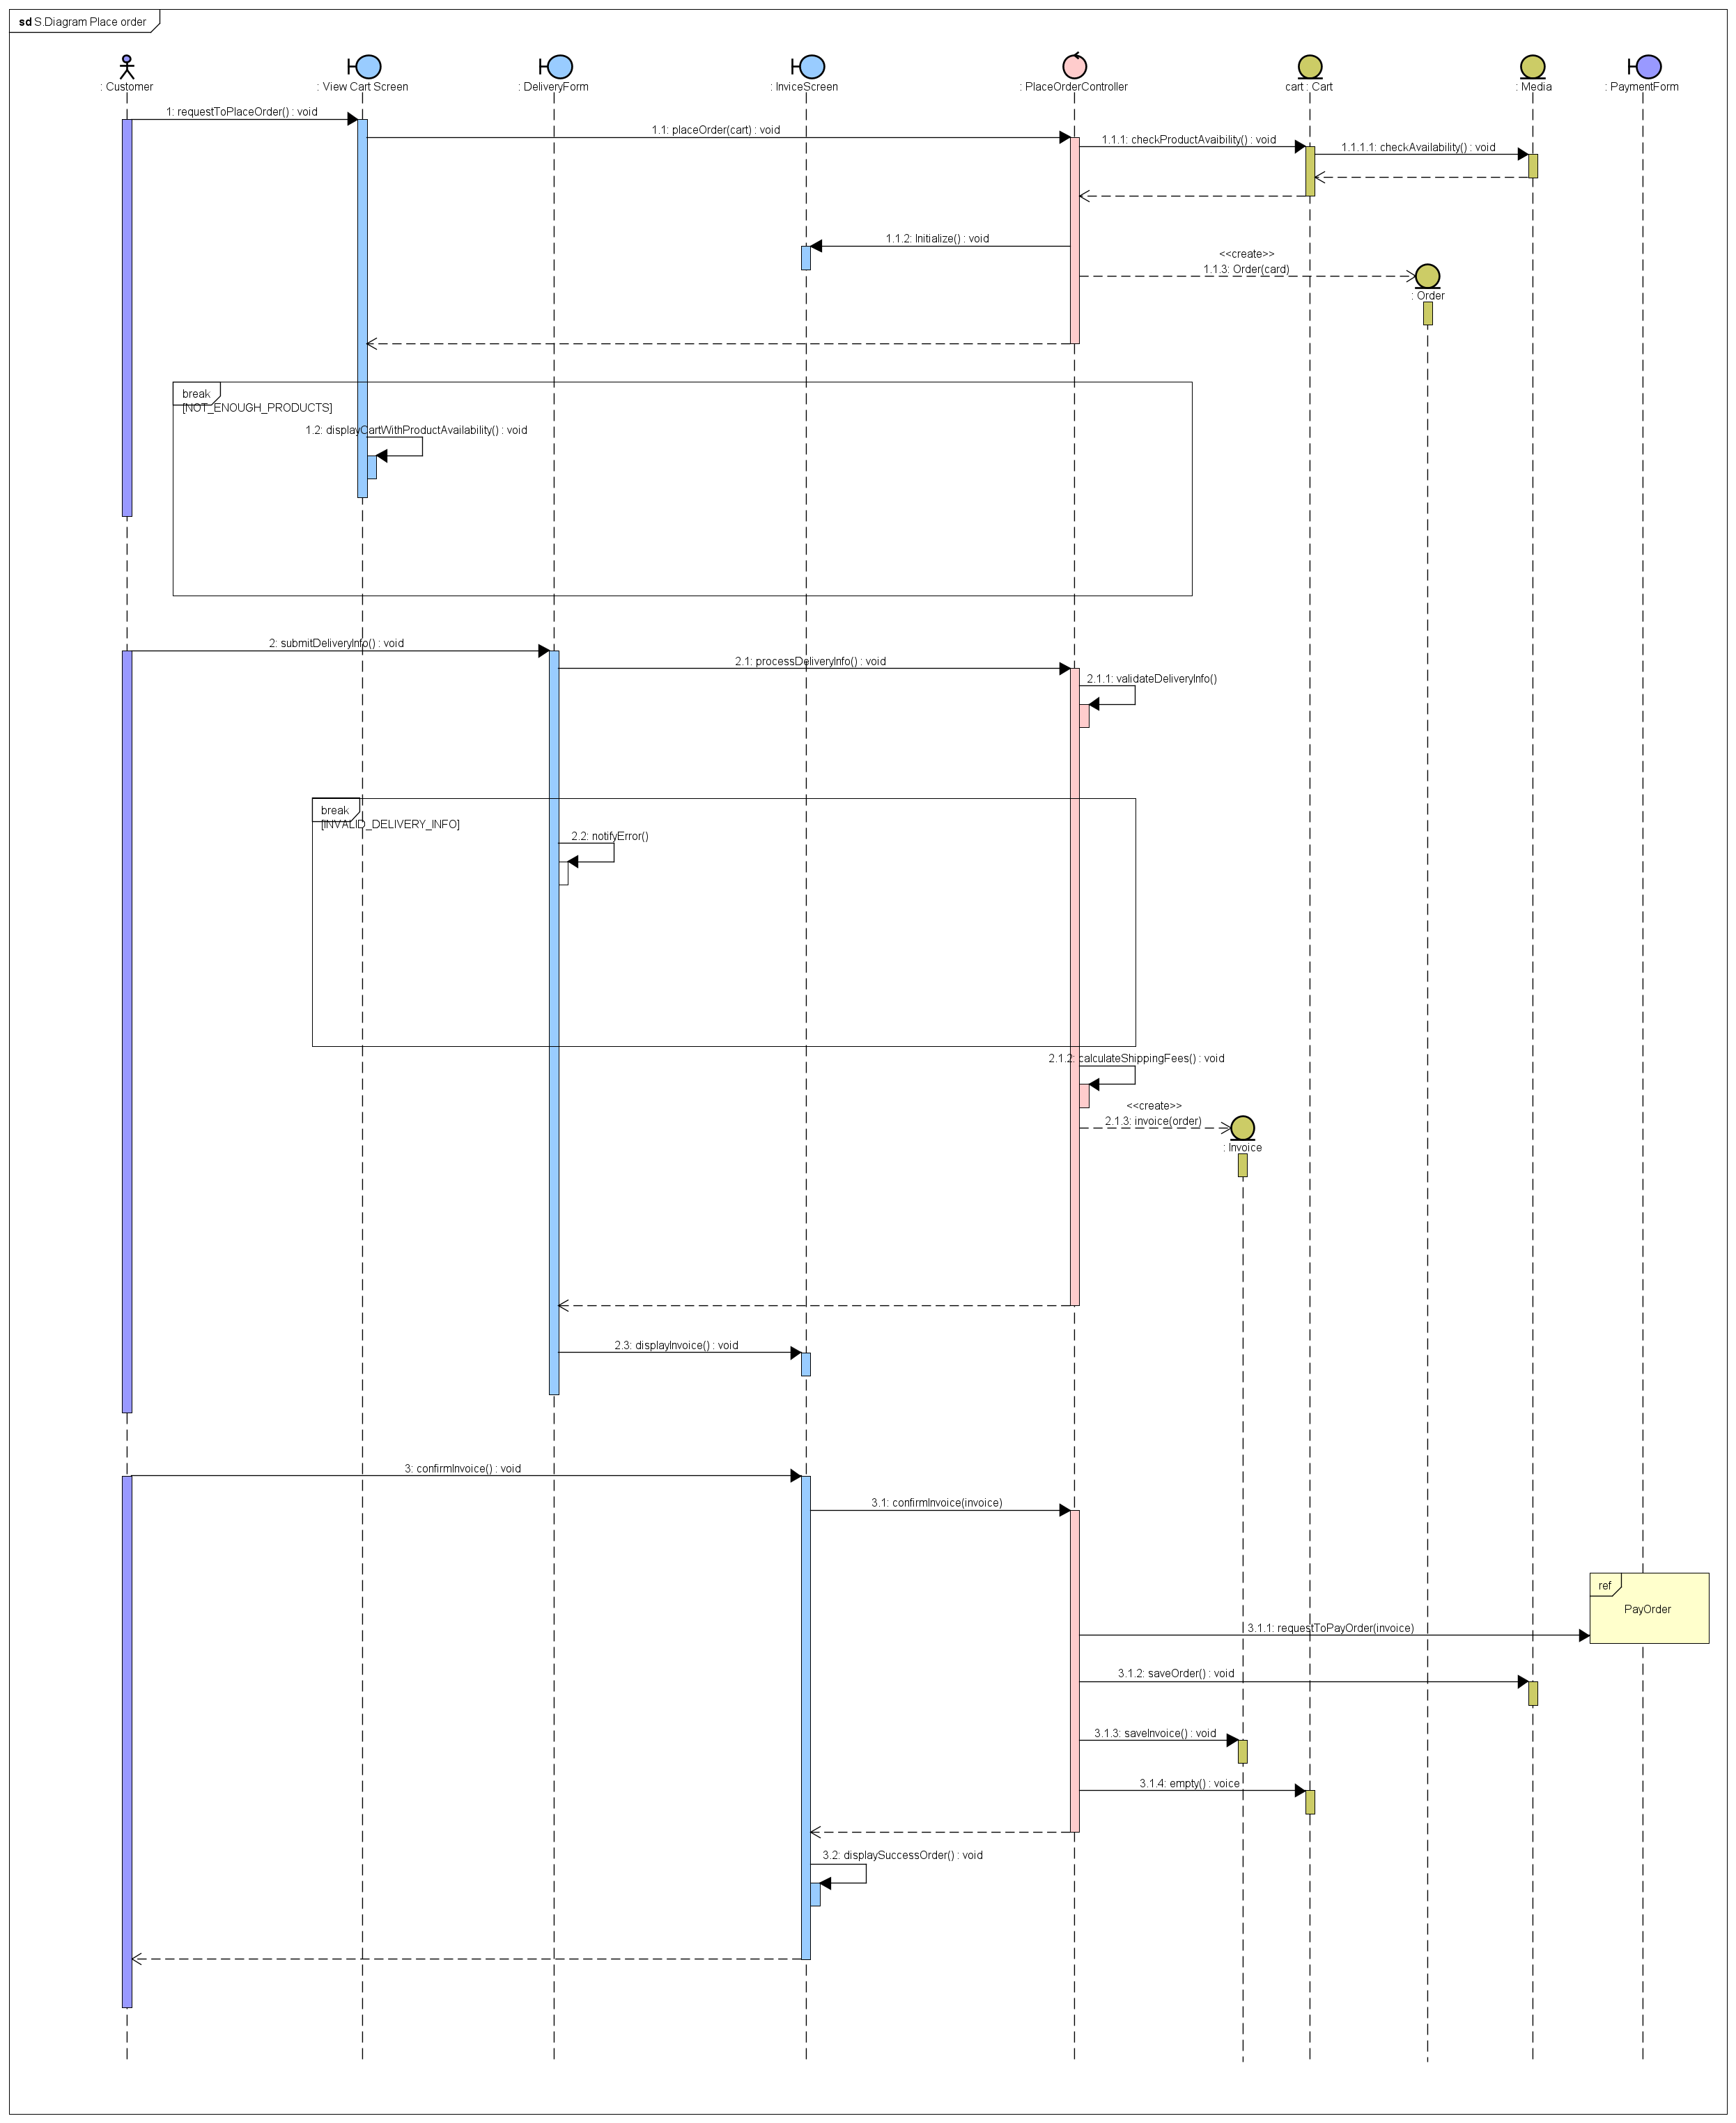 sd S.Diagram Place order
: Customer
: View Cart Screen
: DeliveryForm
: InviceScreen
: PlaceOrderController
cart : Cart
: Media
: PaymentForm
1: requestToPlaceOrder() : void
1.1: placeOrder(cart) : void
1.1.1: checkProductAvaibility() : void
1.1.1.1: checkAvailability() : void
1.1.2: Initialize() : void
<<create>>
1.1.3: Order(card)
: Order
break
[NOT_ENOUGH_PRODUCTS]
1.2: displayCartWithProductAvailability() : void
2: submitDeliveryInfo() : void
2.1: processDeliveryInfo() : void
2.1.1: validateDeliveryInfo()
break
[INVALID_DELIVERY_INFO]
2.2: notifyError()
2.1.2: calculateShippingFees() : void
<<create>>
2.1.3: invoice(order)
: Invoice
2.3: displayInvoice() : void
3: confirmInvoice() : void
3.1: confirmInvoice(invoice)
ref
PayOrder
3.1.1: requestToPayOrder(invoice)
3.1.2: saveOrder() : void
3.1.3: saveInvoice() : void
3.1.4: empty() : voice
3.2: displaySuccessOrder() : void